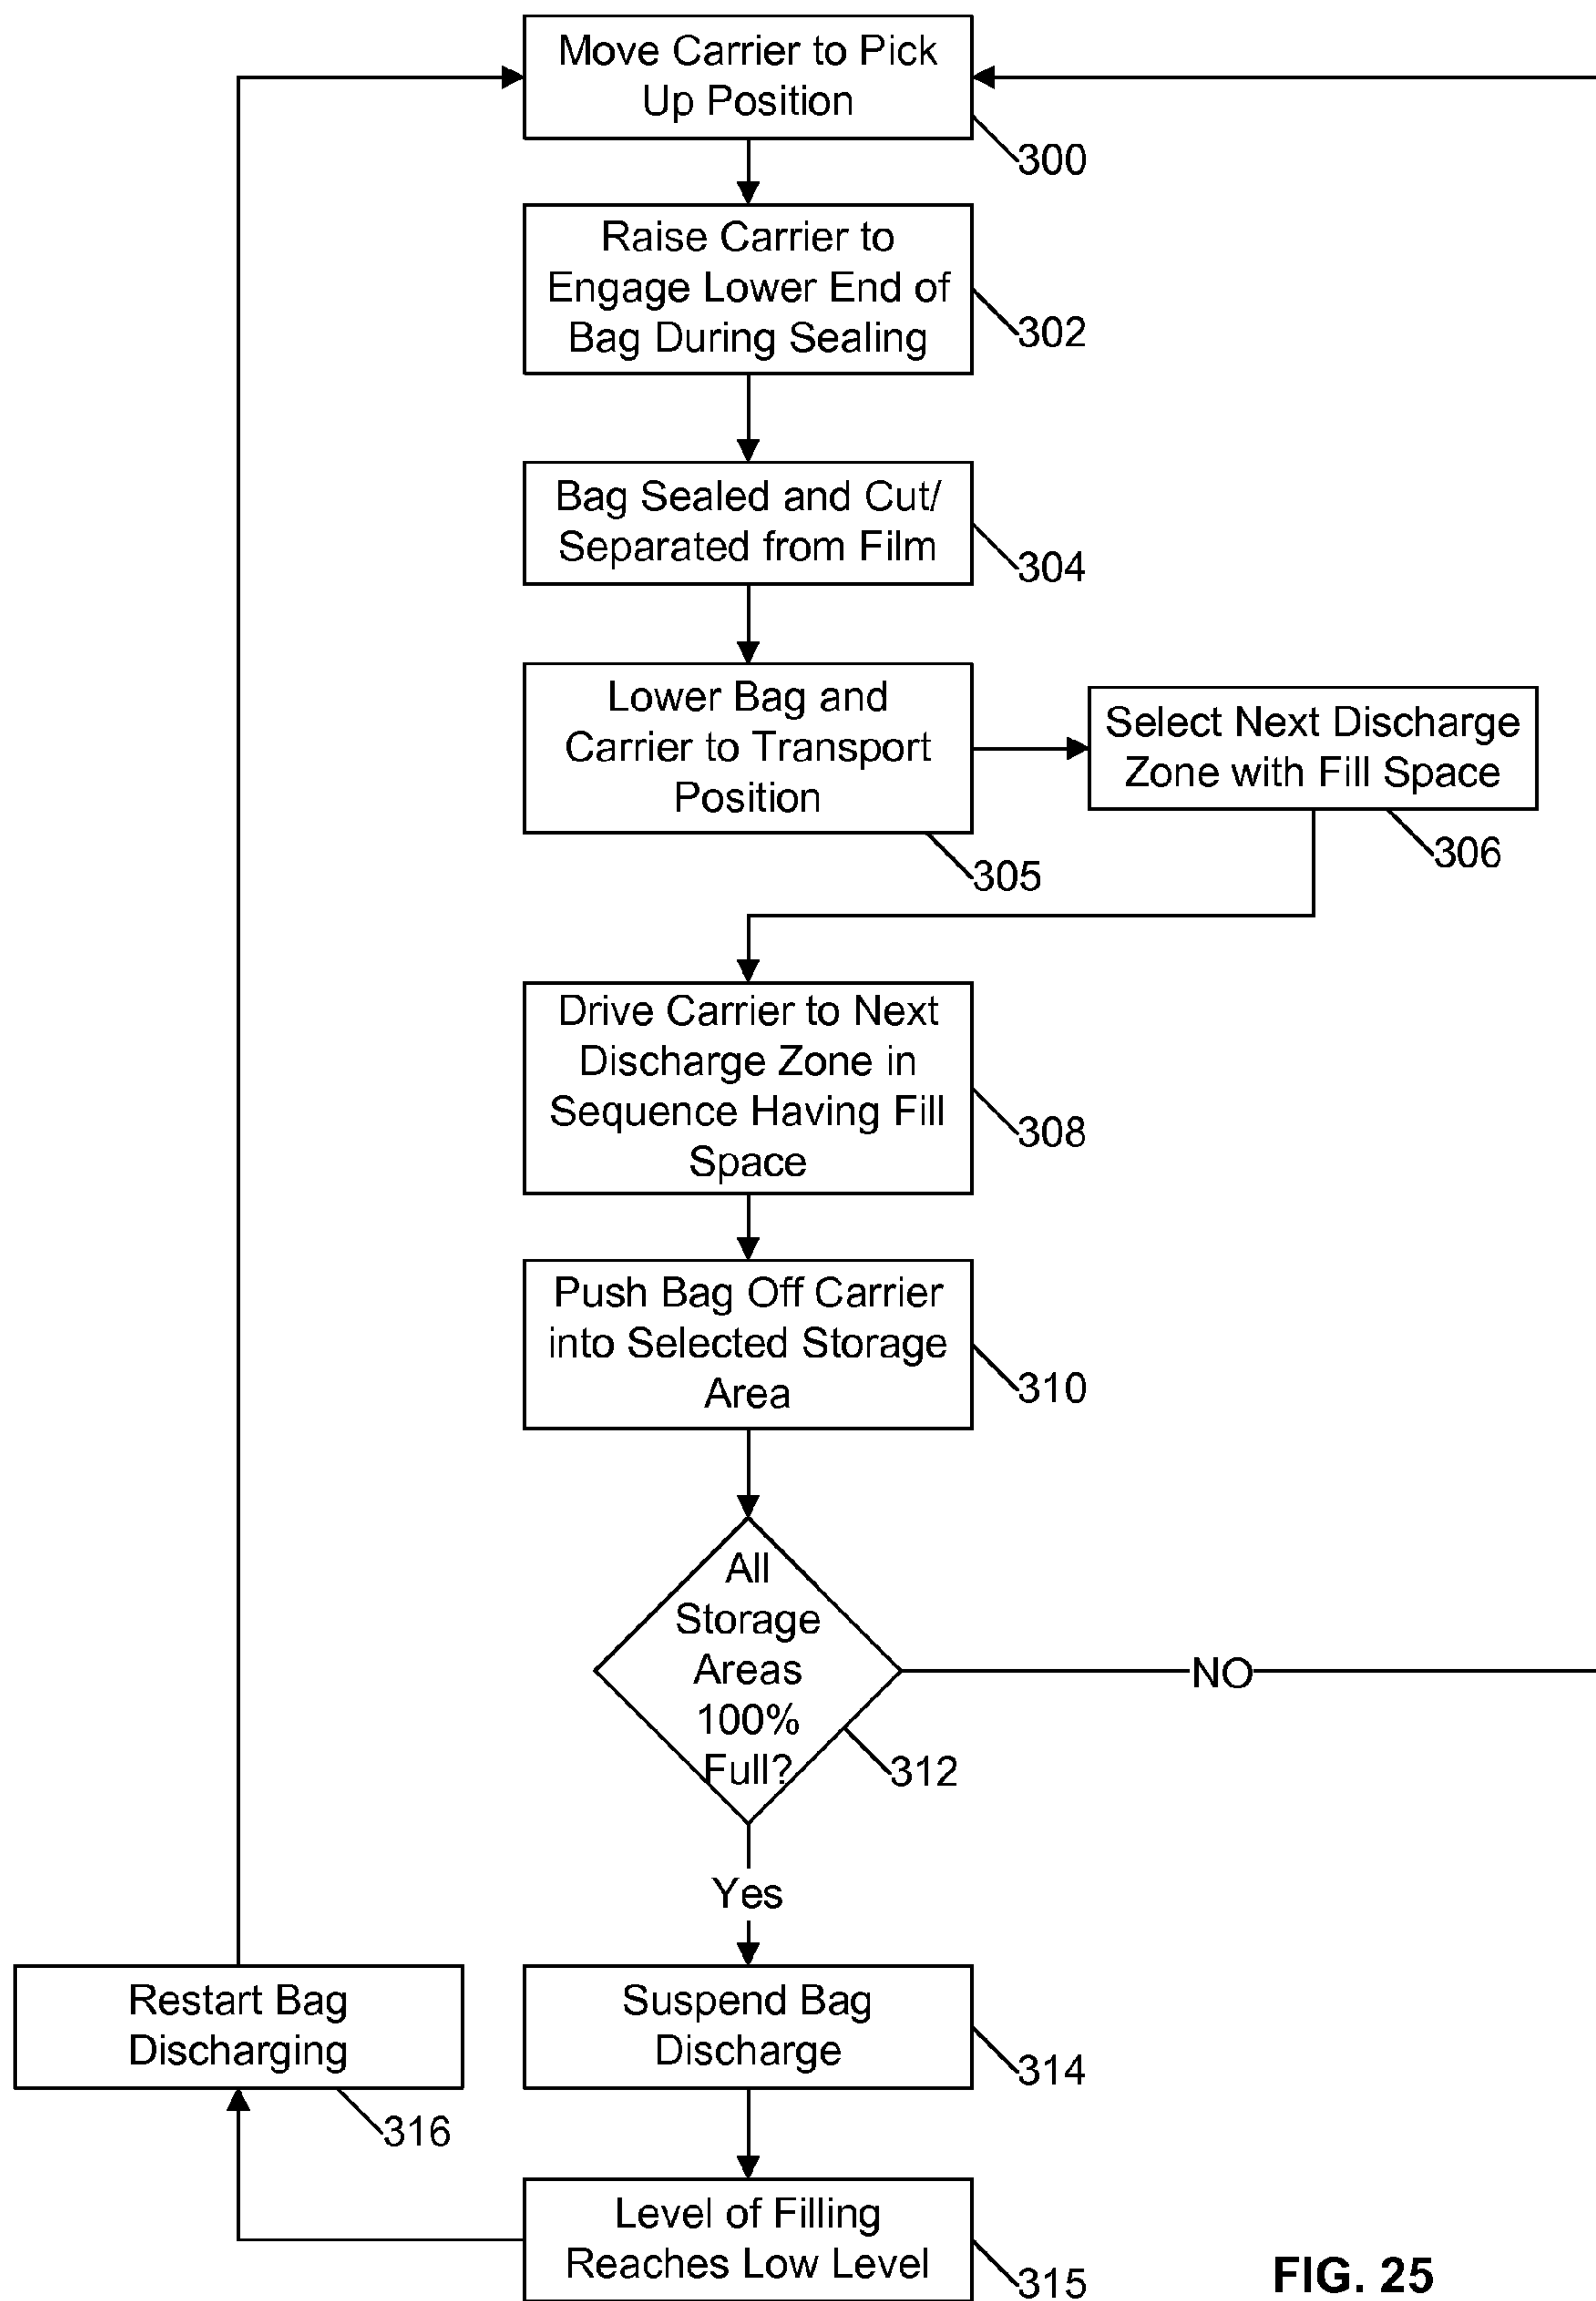 Move Carrier to Pick
Up Position
300
Raise Carrier to
Engage Lower End of
Bag During Sealing
302
Bag Sealed and Cut/
Separated from Film
304
Lower Bag and
Carrier to Transport
Position
305
Select Next Discharge
Zone with Fill Space
306
Drive Carrier to Next
Discharge Zone in
Sequence Having Fill
Space
308
Push Bag Off Carrier
into Selected Storage
Area
310
All
Storage
Areas
100%
Full?
312
NO
Yes
Suspend Bag
Discharge
314
Level of Filling
Reaches Low Level
315
Restart Bag
Discharging
316
FIG. 25